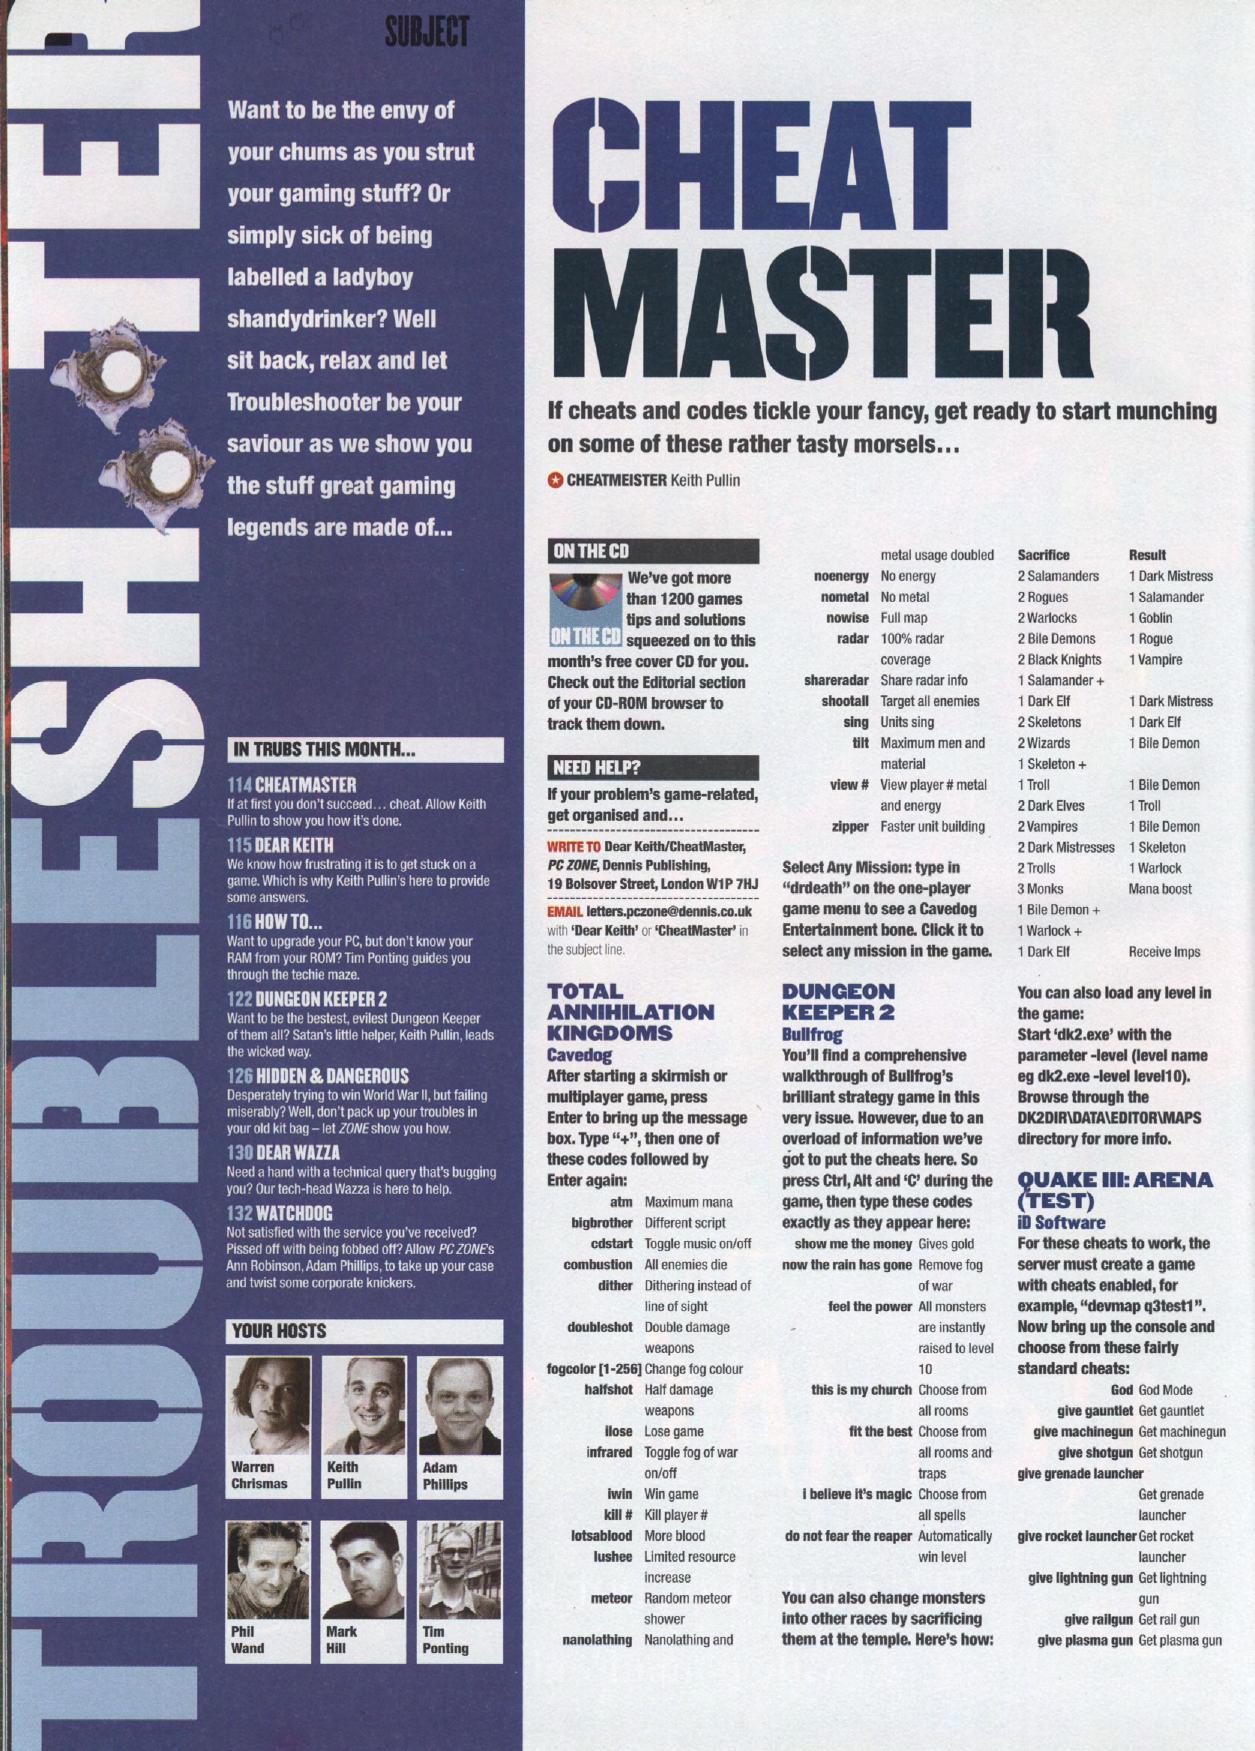 TROUBLESHOOTER
SUBJECT
Want to be the envy of
your chums as you strut
your gaming stuff? Or
simply sick of being
labelled a ladyboy
shandydrinker? Well
sit back, relax and let
Troubleshooter be your
saviour as we show you
the stuff great gaming
legends are made of...
IN TRUBS THIS MONTH...
114 CHEATMASTER
If at first you don't succeed... cheat. Allow Keith
Pullin to show you how it's done.
115 DEAR KEITH
We know how frustrating it is to get stuck on a
game. Which is why Keith Pullin's here to provide
some answers.
116 HOW TO...
Want to upgrade your PC, but don't know your
RAM from your ROM? Tim Ponting guides you
through the techie maze.
122 DUNGEON KEEPER 2
Want to be the bestest, evilest Dungeon Keeper
of them all? Satan's little helper, Keith Pullin, leads
the wicked way.
126 HIDDEN & DANGEROUS
Desperately trying to win World War II, but failing
miserably? Well, don't pack up your troubles in
your old kit bag – let ZONE show you how.
130 DEAR WAZZA
Need a hand with a technical query that's bugging
you? Our tech-head Wazza is here to help.
132 WATCHDOG
Not satisfied with the service you've received?
Pissed off with being fobbed off? Allow PC ZONE's
Ann Robinson, Adam Phillips, to take up your case
and twist some corporate knickers.
YOUR HOSTS
Warren
Chrismas
Keith
Pullin
Adam
Phillips
Phil
Wand
Mark
Hill
Tim
Ponting
CHEAT
MASTER
If cheats and codes tickle your fancy, get ready to start munching
on some of these rather tasty morsels...
CHEATMEISTER Keith Pullin
ON THE CD
ON THE CD
We've got more
than 1200 games
tips and solutions
squeezed on to this
month's free cover CD for you.
Check out the Editorial section
of your CD-ROM browser to
track them down.
NEED HELP?
If your problem's game-related,
get organised and...
WRITE TO Dear Keith/CheatMaster,
PC ZONE, Dennis Publishing,
19 Bolsover Street, London W1P 7HJ
EMAIL letters.pczone@dennis.co.uk
with 'Dear Keith' or 'CheatMaster' in
the subject line.
TOTAL
ANNIHILATION
KINGDOMS
Cavedog
After starting a skirmish or
multiplayer game, press
Enter to bring up the message
box. Type "+", then one of
these codes followed by
Enter again:
atm Maximum mana
bigbrother Different script
cdstart Toggle music on/off
combustion All enemies die
dither Dithering instead of
line of sight
doubleshot Double damage
weapons
fogcolor [1-256] Change fog colour
halfshot Half damage
weapons
ilose Lose game
infrared Toggle fog of war
on/off
iwin Win game
kill # Kill player #
lotsablood More blood
lushee Limited resource
increase
meteor Random meteor
shower
nanolathing Nanolathing and
metal usage doubled
noenergy No energy
nometal No metal
nowise Full map
radar 100% radar
coverage
shareradar Share radar info
shootall Target all enemies
sing Units sing
tilt Maximum men and
material
view # View player # metal
and energy
zipper Faster unit building
Select Any Mission: type in
"drdeath" on the one-player
game menu to see a Cavedog
Entertainment bone. Click it to
select any mission in the game.
DUNGEON
KEEPER 2
Bullfrog
You'll find a comprehensive
walkthrough of Bullfrog's
brilliant strategy game in this
very issue. However, due to an
overload of information we've
got to put the cheats here. So
press Ctrl, Alt and 'C' during the
game, then type these codes
exactly as they appear here:
show me the money Gives gold
now the rain has gone Remove fog
of war
feel the power All monsters
are instantly
raised to level
10
this is my church Choose from
all rooms
fit the best Choose from
all rooms and
traps
i believe it's magic Choose from
all spells
do not fear the reaper Automatically
win level
You can also change monsters
into other races by sacrificing
them at the temple. Here's how:
Sacrifice Result
2 Salamanders 1 Dark Mistress
2 Rogues 1 Salamander
2 Warlocks 1 Goblin
2 Bile Demons 1 Rogue
2 Black Knights 1 Vampire
1 Salamander +
1 Dark Elf 1 Dark Mistress
2 Skeletons 1 Dark Elf
2 Wizards 1 Bile Demon
1 Skeleton +
1 Troll 1 Bile Demon
2 Dark Elves 1 Troll
2 Vampires 1 Bile Demon
2 Dark Mistresses 1 Skeleton
2 Trolls 1 Warlock
3 Monks Mana boost
1 Bile Demon +
1 Warlock +
1 Dark Elf Receive Imps
You can also load any level in
the game:
Start 'dk2.exe' with the
parameter -level (level name
eg dk2.exe -level level10).
Browse through the
DK2DIR\DATA\EDITOR\MAPS
directory for more info.
QUAKE III: ARENA
(TEST)
iD Software
For these cheats to work, the
server must create a game
with cheats enabled, for
example, "devmap q3test1".
Now bring up the console and
choose from these fairly
standard cheats:
God God Mode
give gauntlet Get gauntlet
give machinegun Get machinegun
give shotgun Get shotgun
give grenade launcher
Get grenade
launcher
give rocket launcher Get rocket
launcher
give lightning gun Get lightning
gun
give railgun Get rail gun
give plasma gun Get plasma gun